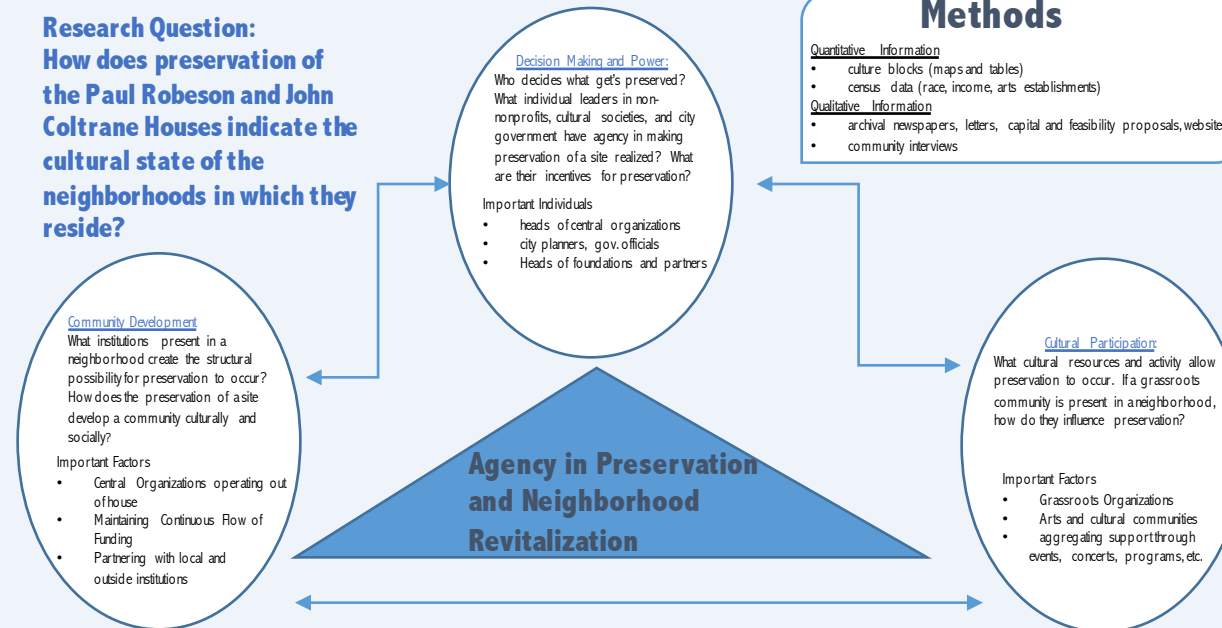 Research Question:
How does preservation of
the Paul Robeson and John
Coltrane Houses indicate the
cultural state of the
neighborhoods in which they
reside?
Decision Making and Power:
Who decides what get's preserved?
What individual leaders in non-
nonprofits, cultural societies, and city
government have agency in making
preservation of a site realized? What
are their incentives for preservation?
Important Individuals
• heads of central organizations
• city planners, gov. officials
• Heads of foundations and partners
Methods
Quantitative Information
• culture blocks (maps and tables)
• census data (race, income, arts establishments)
Qualitative Information
• archival newspapers, letters, capital and feasibility proposals, website
• community interviews
Community Development
What institutions present in a
neighborhood create the structural
possibility for preservation to occur?
How does the preservation of a site
develop a community culturally and
socially?
Important Factors
• Central Organizations operating out
of house
• Maintaining Continuous Flow of
Funding
• Partnering with local and
outside institutions
Agency in Preservation
and Neighborhood
Revitalization
Cultural Participation:
What cultural resources and activity allow
preservation to occur. If a grassroots
community is present in a neighborhood,
how do they influence preservation?
Important Factors
• Grassroots Organizations
• Arts and cultural communities
• aggregating support through
events, concerts, programs, etc.